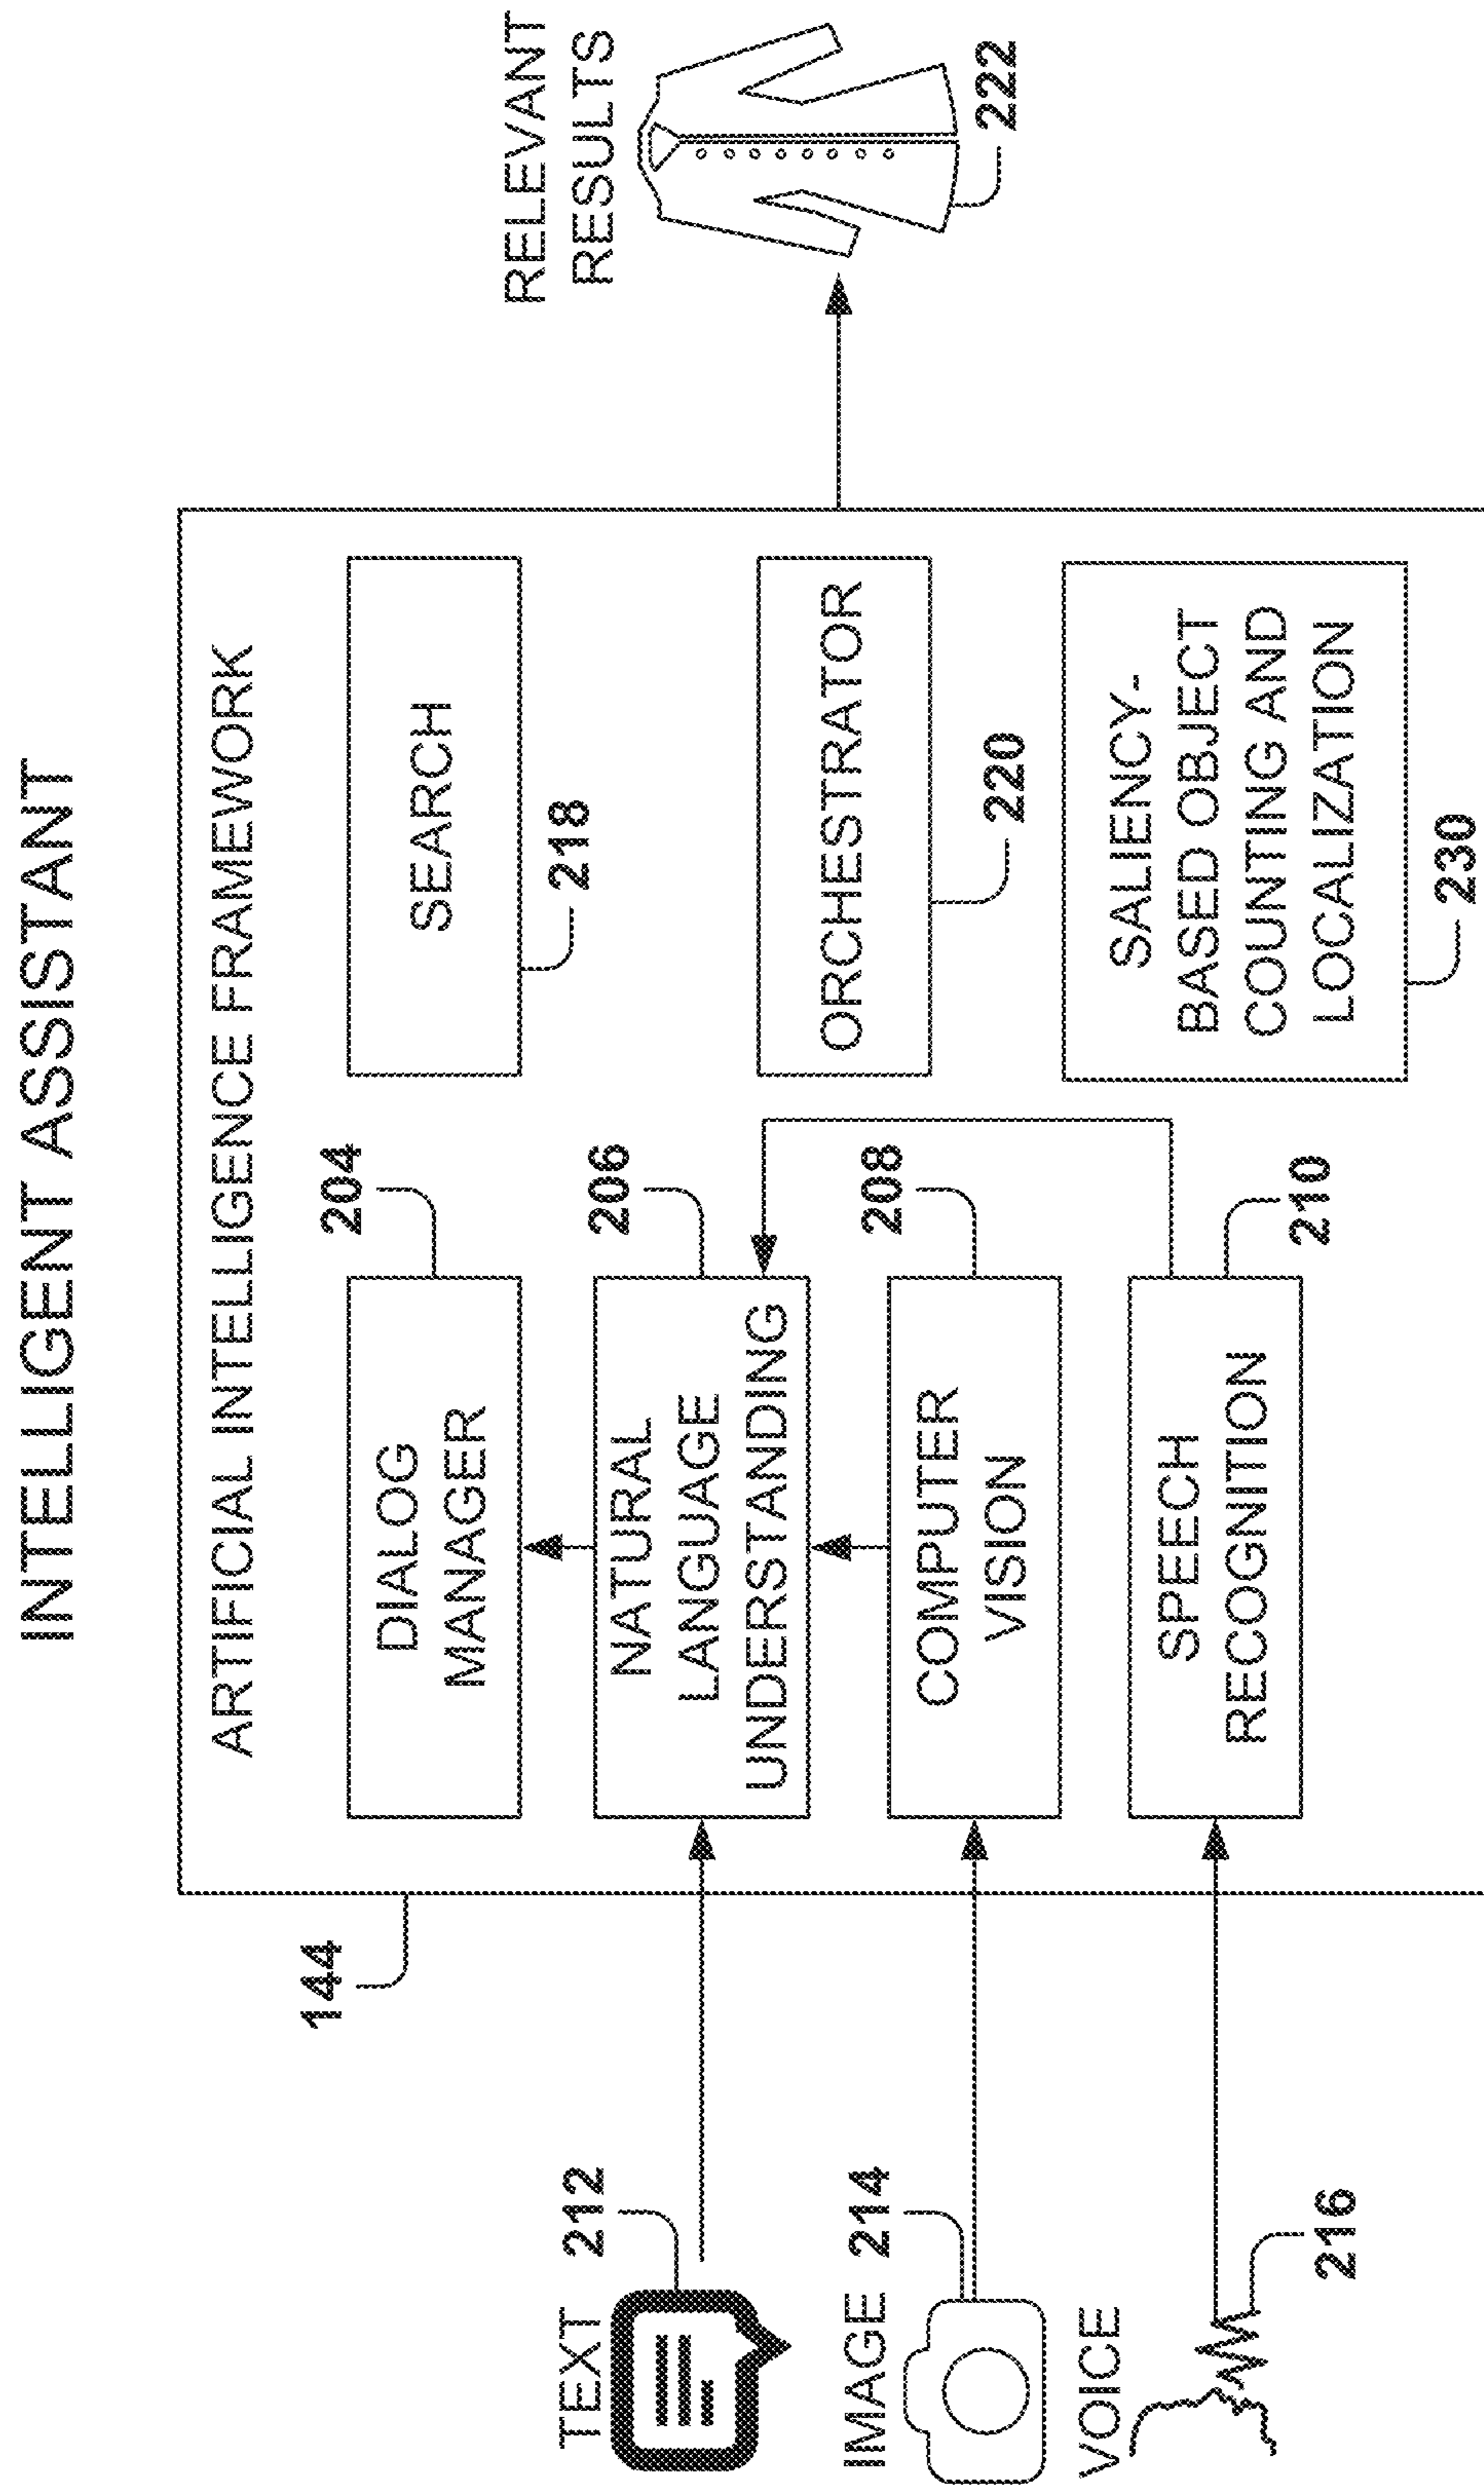 INTELLIGENT ASSISTANT
ARTIFICIAL INTELLIGENCE FRAMEWORK
144
TEXT
212
IMAGE
214
VOICE
216
DIALOG
MANAGER
204
NATURAL
LANGUAGE
UNDERSTANDING
206
COMPUTER
VISION
208
SPEECH
RECOGNITION
210
SEARCH
218
ORCHESTRATOR
220
SALIENCY-
BASED OBJECT
COUNTING AND
LOCALIZATION
230
RELEVANT
RESULTS
222